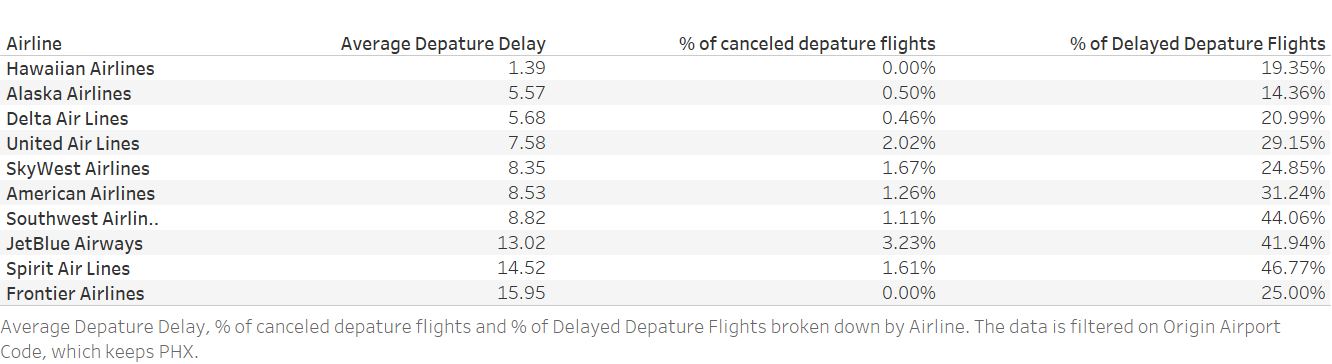 Airline Average Depature Delay % of canceled depature flights % of Delayed Depature Flights
Hawaiian Airlines 1.39 0.00% 19.35%
Alaska Airlines 5.57 0.50% 14.36%
Delta Air Lines 5.68 0.46% 20.99%
United Air Lines 7.58 2.02% 29.15%
SkyWest Airlines 8.35 1.67% 24.85%
American Airlines 8.53 1.26% 31.24%
Southwest Airlin.. 8.82 1.11% 44.06%
JetBlue Airways 13.02 3.23% 41.94%
Spirit Air Lines 14.52 1.61% 46.77%
Frontier Airlines 15.95 0.00% 25.00%
Average Depature Delay, % of canceled depature flights and % of Delayed Depature Flights broken down by Airline. The data is filtered on Origin Airport
Code, which keeps PHX.